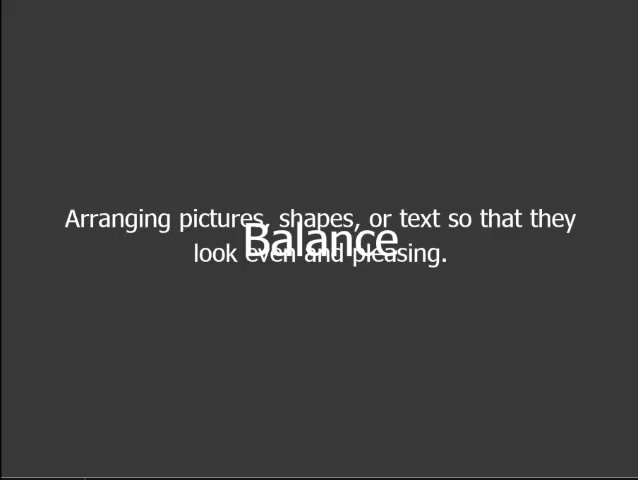 Arranging pictures, shapes, or text so that they
Balance
look even and pleasing.